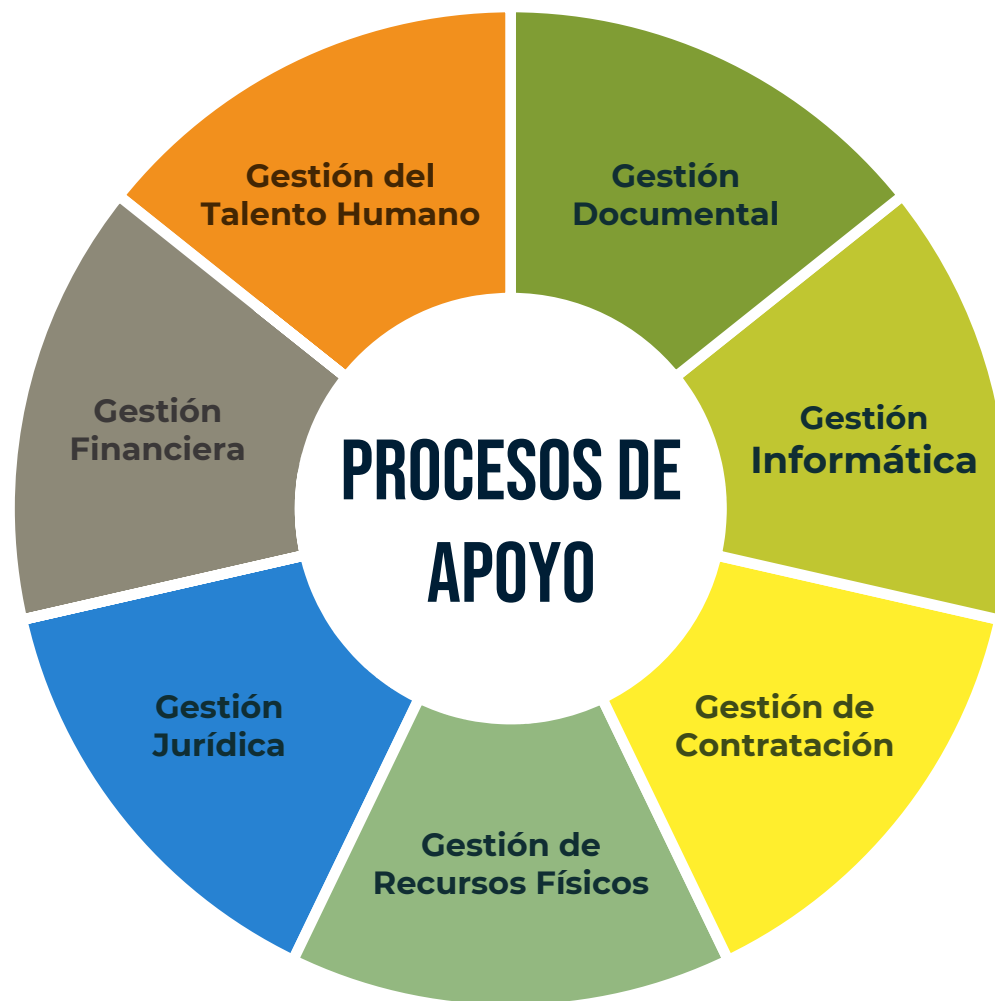 Gestión del
Talento Humano
Gestión
Documental
Gestión
Financiera
Gestión
Informática
PROCESOS DE
APOYO
Gestión
Jurídica
Gestión de
Contratación
Gestión de
Recursos Físicos